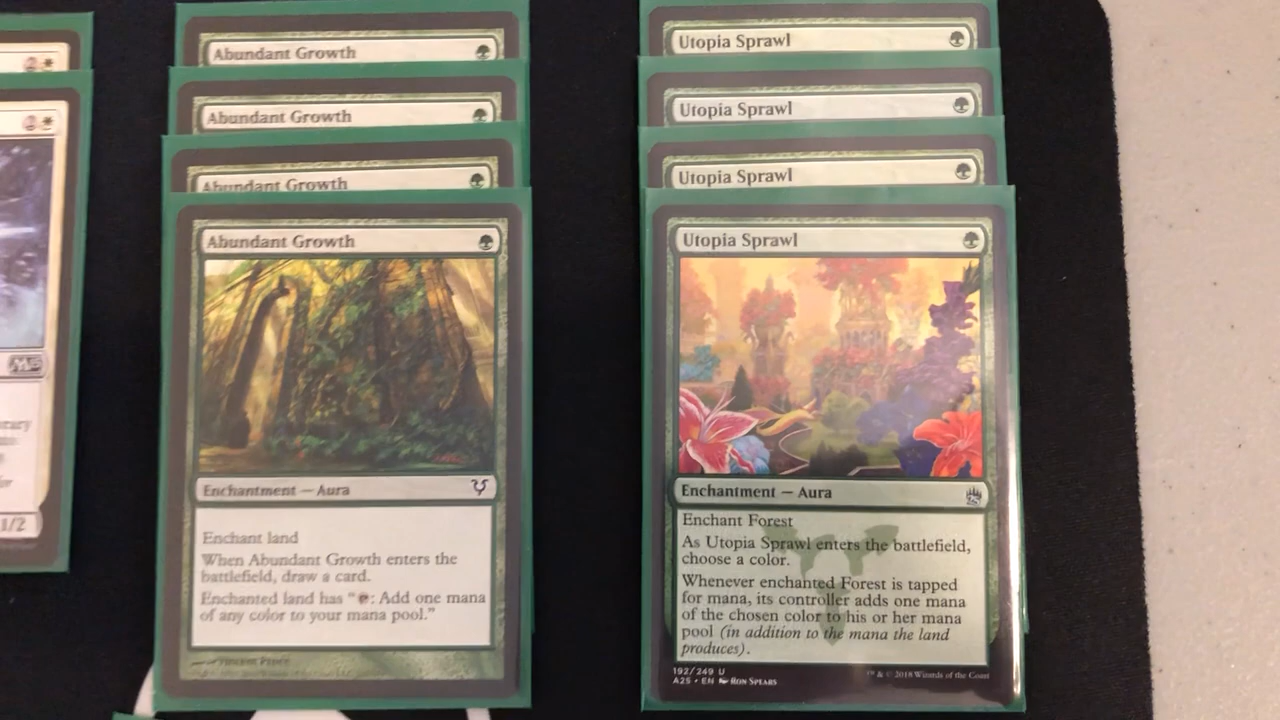 Abundant Growth
Abundant Growth
Abundant Growth
Abundant Growth
Enchantment — Aura
Enchant land
When Abundant Growth enters the
battlefield, draw a card.
Enchanted land has “: Add one mana
of any color to your mana pool.”
Utopia Sprawl
Utopia Sprawl
Utopia Sprawl
Utopia Sprawl
Enchantment — Aura
Enchant Forest
As Utopia Sprawl enters the battlefield,
choose a color.
Whenever enchanted Forest is tapped
for mana, its controller adds one mana
of the chosen color to his or her mana
pool (in addition to the mana the land
produces).
192/249 U
A25 • EN Ron Spears
™ & © 2018 Wizards of the Coast
2
2
1/2